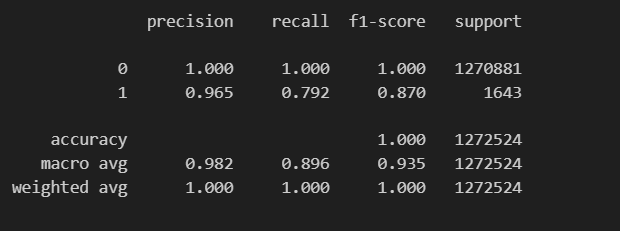 precision recall f1-score support
0 1.000 1.000 1.000 1270881
1 0.965 0.792 0.870 1643
accuracy 1.000 1272524
macro avg 0.982 0.896 0.935 1272524
weighted avg 1.000 1.000 1.000 1272524